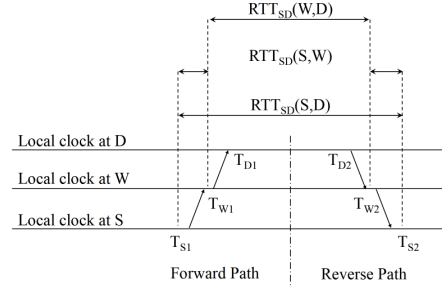 RTT_SD(W,D)
RTT_SD(S,W)
RTT_SD(S,D)
Local clock at D
T_D1 T_D2
Local clock at W
T_W1 T_W2
Local clock at S
T_S1 T_S2
Forward Path Reverse Path